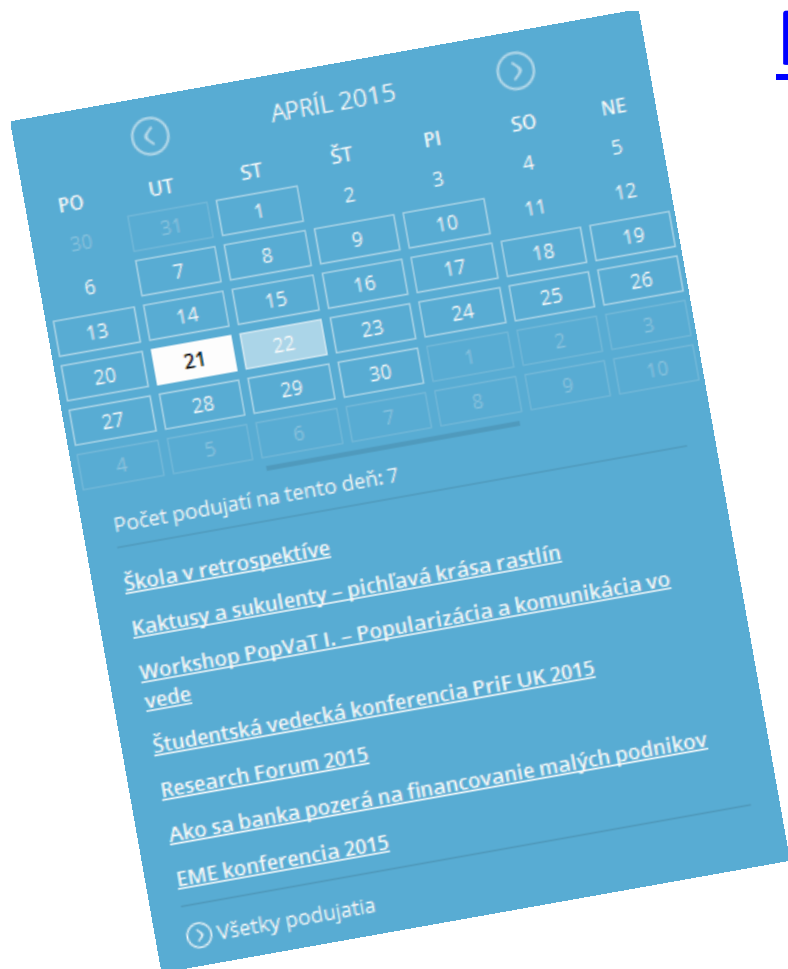 APRÍL 2015
PO UT ST ŠT PI SO NE
30 31 1 2 3 4 5
6 7 8 9 10 11 12
13 14 15 16 17 18 19
20 21 22 23 24 25 26
27 28 29 30 1 2 3
4 5 6 7 8 9 10
Počet podujatí na tento deň: 7
Škola v retrospektíve
Kaktusy a sukulenty – pichľavá krása rastlín
Workshop PopVaT I. – Popularizácia a komunikácia vo
vede
Študentská vedecká konferencia PriF UK 2015
Research Forum 2015
Ako sa banka pozerá na financovanie malých podnikov
EME konferencia 2015
Všetky podujatia